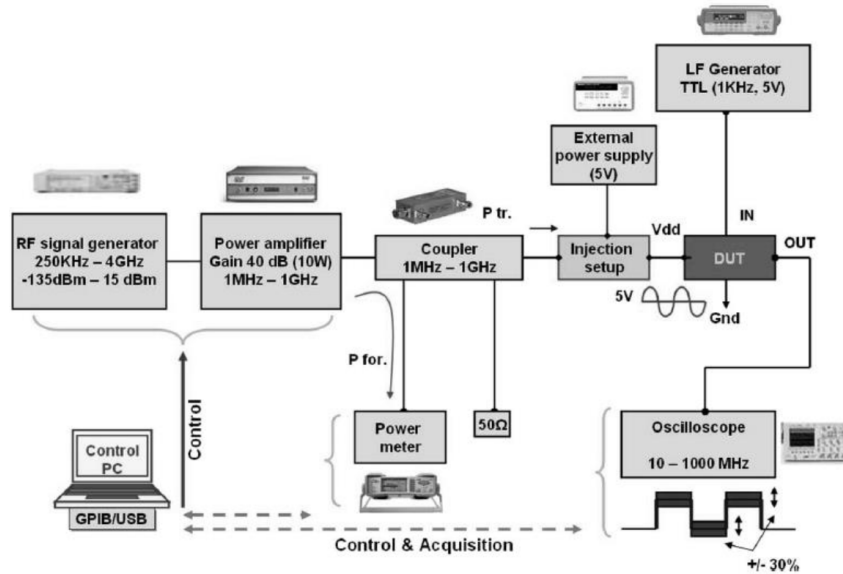 LF Generator
TTL (1KHz, 5V)
External
power supply
(5V)
RF signal generator
250KHz – 4GHz
-135dBm – 15 dBm
Power amplifier
Gain 40 dB (10W)
1MHz – 1GHz
P tr.
Coupler
1MHz – 1GHz
Injection
setup
Vdd
IN
DUT
OUT
5V
Gnd
P for.
Control
Control
PC
GPIB/USB
Power
meter
50Ω
Oscilloscope
10 – 1000 MHz
Control & Acquisition
+/- 30%